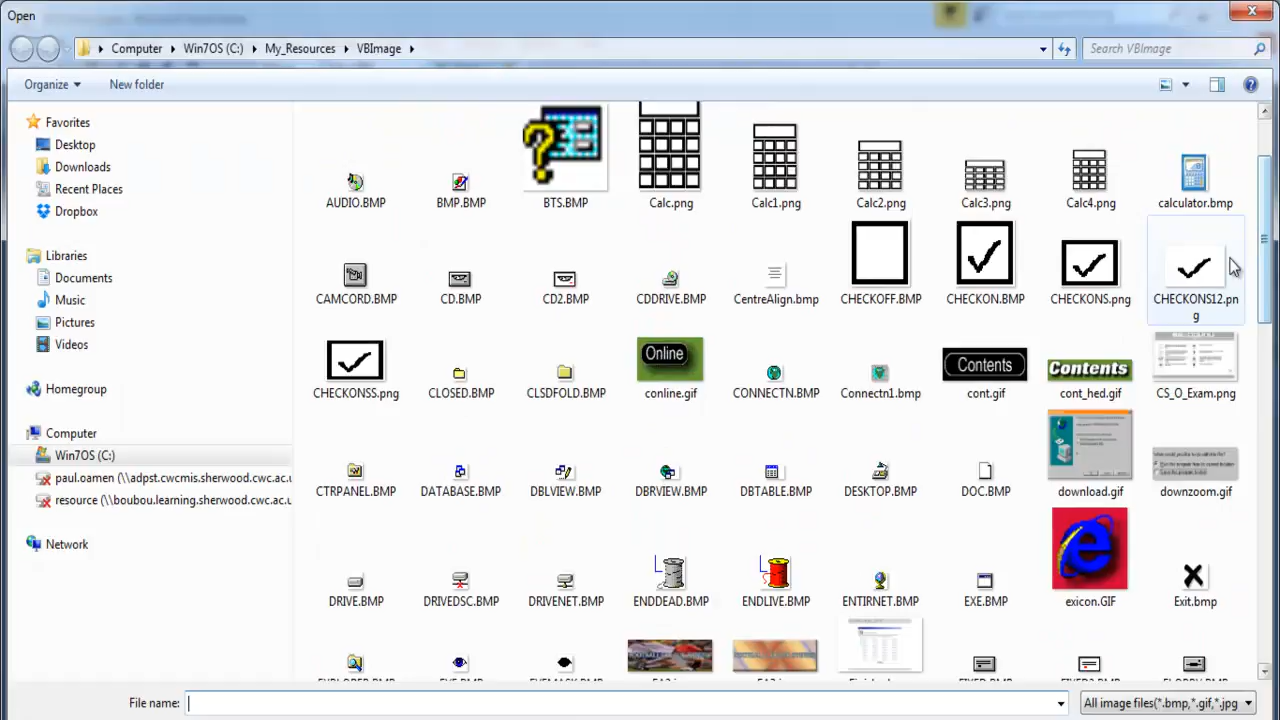 Open
Computer
Win7OS (C:)
My_Resources
VBImage
Search VBImage
Organize
New folder
Favorites
Desktop
Downloads
Recent Places
Dropbox
Libraries
Documents
Music
Pictures
Videos
Homegroup
Computer
Win7OS (C:)
paul.oamen (\\adpst.cwcmis.sherwood.cwc.ac.u
resource (\\boubou.learning.sherwood.cwc.ac.u
Network
AUDIO.BMP
BMP.BMP
BTS.BMP
Calc.png
Calc1.png
Calc2.png
Calc3.png
Calc4.png
calculator.bmp
CAMCORD.BMP
CD.BMP
CD2.BMP
CDDRIVE.BMP
CentreAlign.bmp
CHECKOFF.BMP
CHECKON.BMP
CHECKONS.png
CHECKONS12.pn
g
Online
Contents
Contents
CHECKONSS.png
CLOSED.BMP
CLSDFOLD.BMP
conline.gif
CONNECTN.BMP
Connectn1.bmp
cont.gif
cont_hed.gif
CS_O_Exam.png
CTRPANEL.BMP
DATABASE.BMP
DBLVIEW.BMP
DBRVIEW.BMP
DBTABLE.BMP
DESKTOP.BMP
DOC.BMP
download.gif
downzoom.gif
DRIVE.BMP
DRIVEDSC.BMP
DRIVENET.BMP
ENDDEAD.BMP
ENDLIVE.BMP
ENTIRNET.BMP
EXE.BMP
exicon.GIF
Exit.bmp
File name:
All image files(*.bmp,*.gif,*.jpg